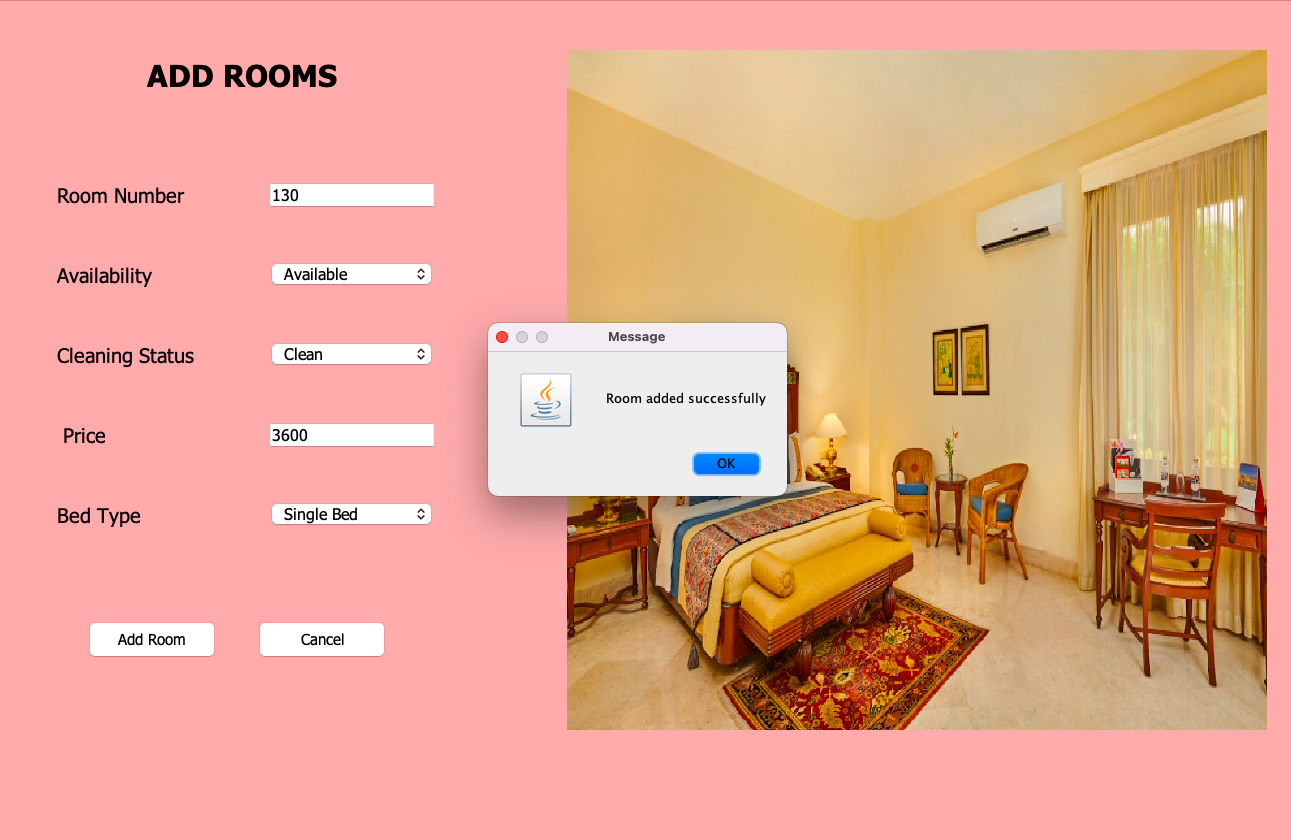 ADD ROOMS
Room Number
130
Availability
Available
Cleaning Status
Clean
Price
3600
Bed Type
Single Bed
Add Room
Cancel
Message
Room added successfully
OK